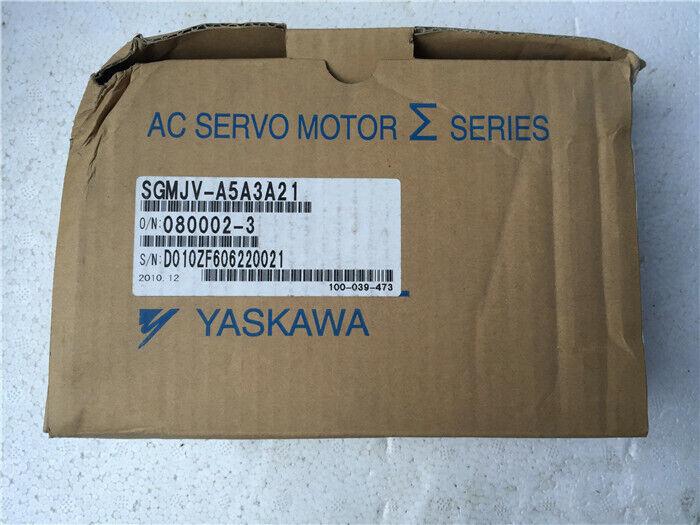 AC SERVO MOTOR Σ SERIES
SGMJV-A5A3A21
O/N: 080002-3
S/N: D010ZF606220021
2010.12
100-039-473
YASKAWA